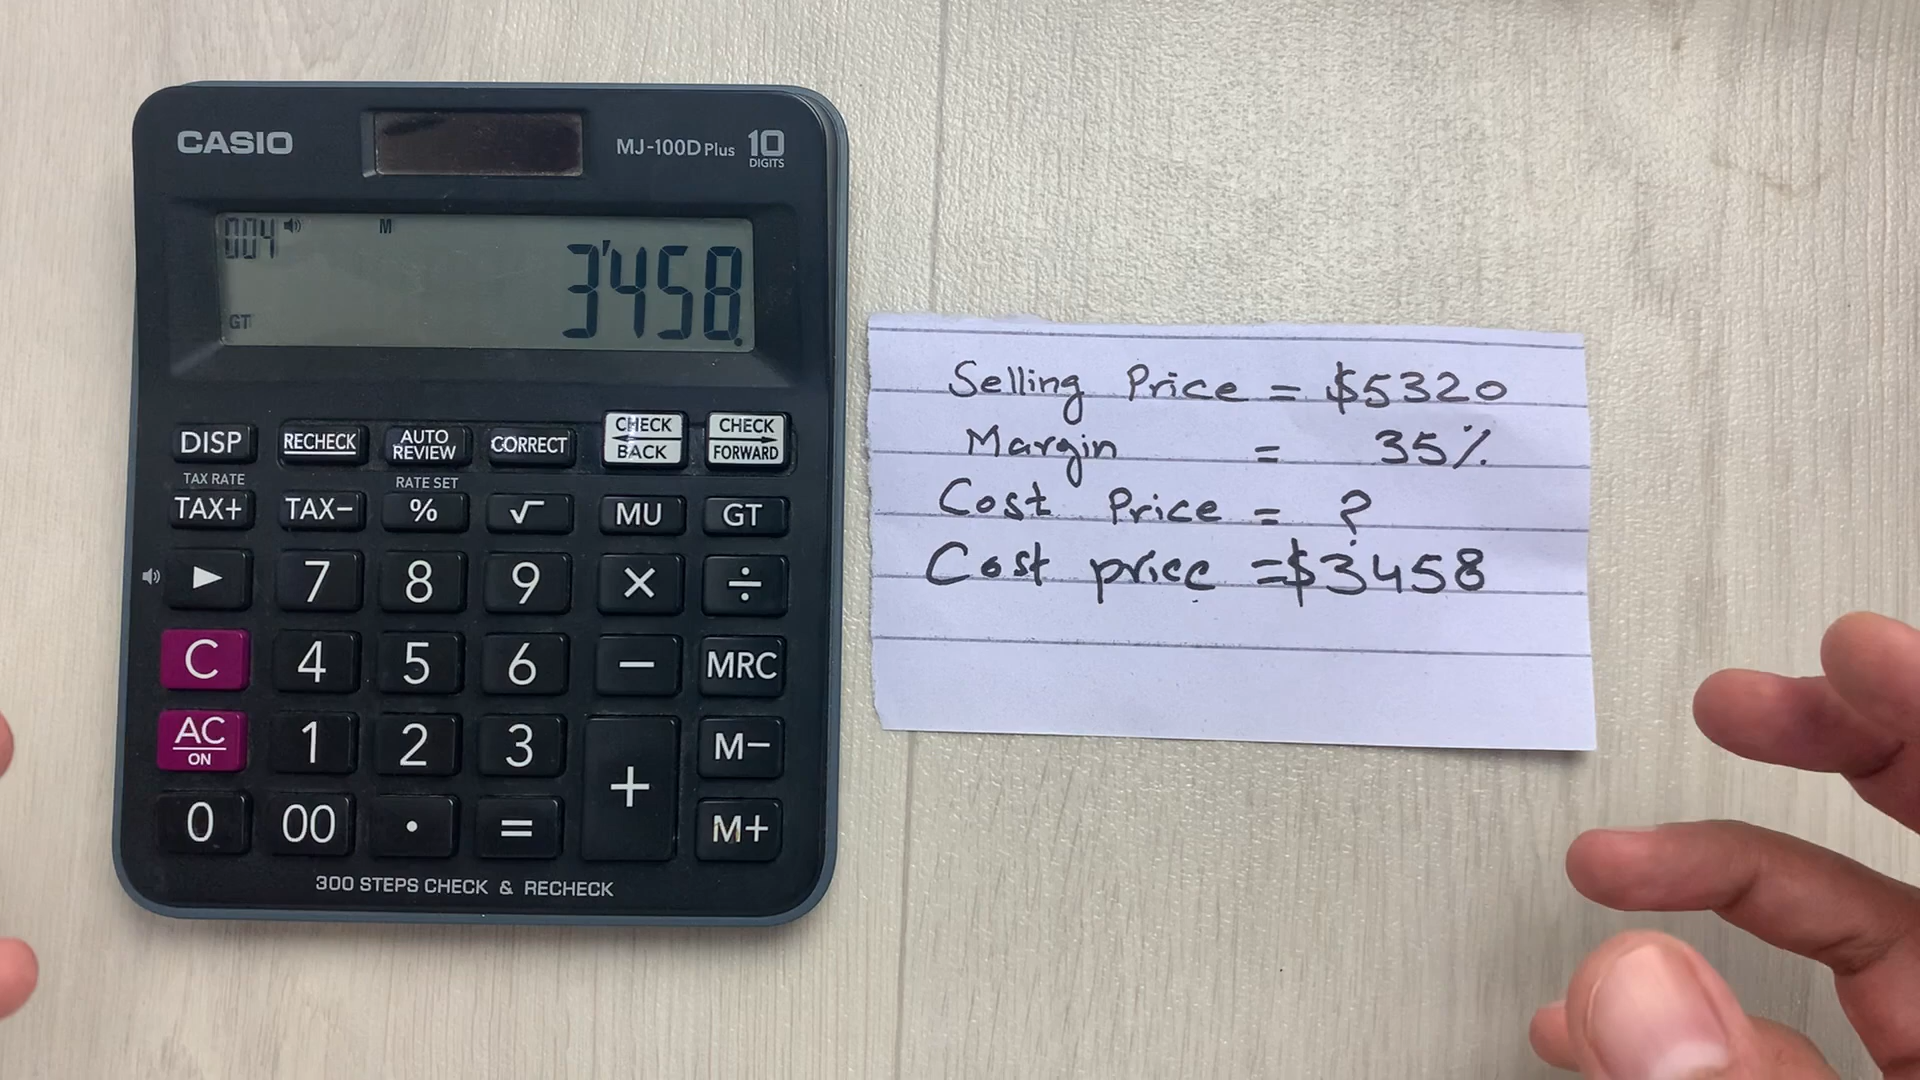 CASIO
MJ-100D Plus 10 DIGITS
004 M
3'458.
GT
DISP RECHECK AUTO REVIEW CORRECT CHECK BACK CHECK FORWARD
TAX RATE RATE SET
TAX+ TAX− % √ MU GT
▶ 7 8 9 × ÷
C 4 5 6 − MRC
AC ON 1 2 3 + M−
0 00 . = M+
300 STEPS CHECK & RECHECK
Selling Price = $5320
Margin = 35%
Cost Price = ?
Cost price = $3458